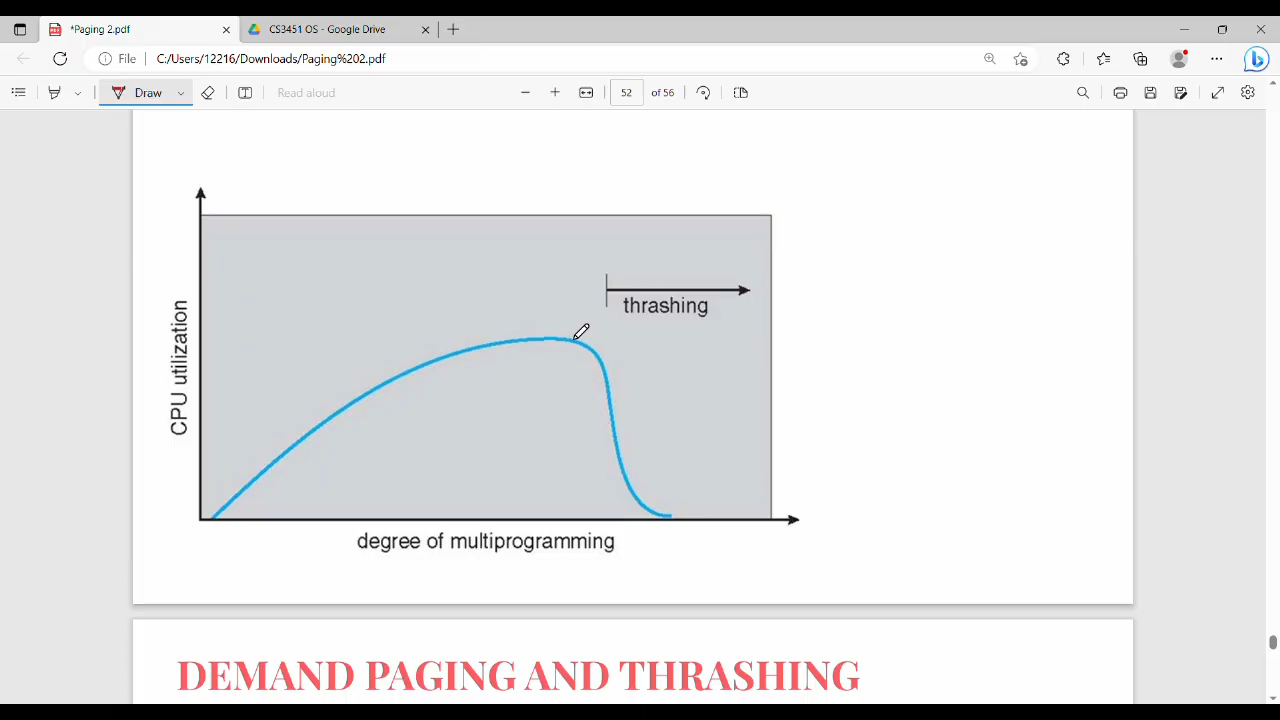 *Paging 2.pdf
CS3451 OS - Google Drive
File
C:/Users/12216/Downloads/Paging%202.pdf
Draw
Read aloud
52 of 56
thrashing
CPU utilization
degree of multiprogramming
DEMAND PAGING AND THRASHING